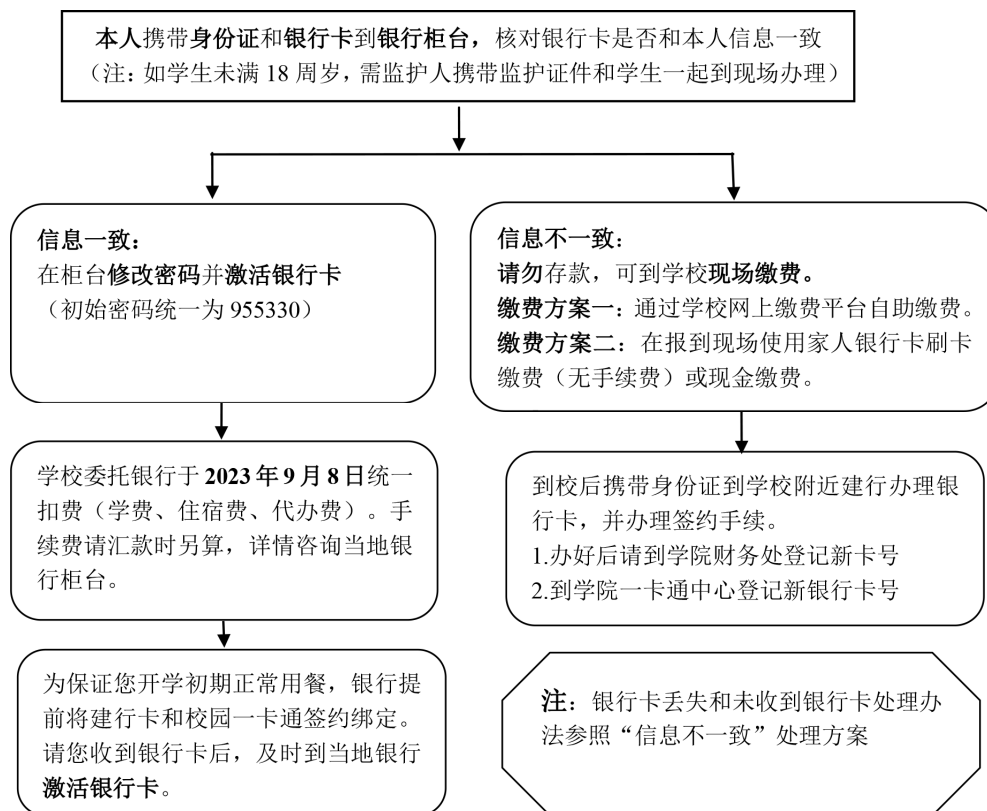 本人携带身份证和银行卡到银行柜台，核对银行卡是否和本人信息一致
（注：如学生未满 18 周岁，需监护人携带监护证件和学生一起到现场办理）
信息一致：
在柜台修改密码并激活银行卡
（初始密码统一为 955330）
学校委托银行于 2023 年 9 月 8 日统一
扣费（学费、住宿费、代办费）。手
续费请汇款时另算，详情咨询当地银
行柜台。
为保证您开学初期正常用餐，银行提
前将建行卡和校园一卡通签约绑定。
请您收到银行卡后，及时到当地银行
激活银行卡。
信息不一致：
请勿存款，可到学校现场缴费。
缴费方案一：通过学校网上缴费平台自助缴费。
缴费方案二：在报到现场使用家人银行卡刷卡
缴费（无手续费）或现金缴费。
到校后携带身份证到学校附近建行办理银
行卡，并办理签约手续。
1.办好后请到学院财务处登记新卡号
2.到学院一卡通中心登记新银行卡号
注：银行卡丢失和未收到银行卡处理办
法参照“信息不一致”处理方案